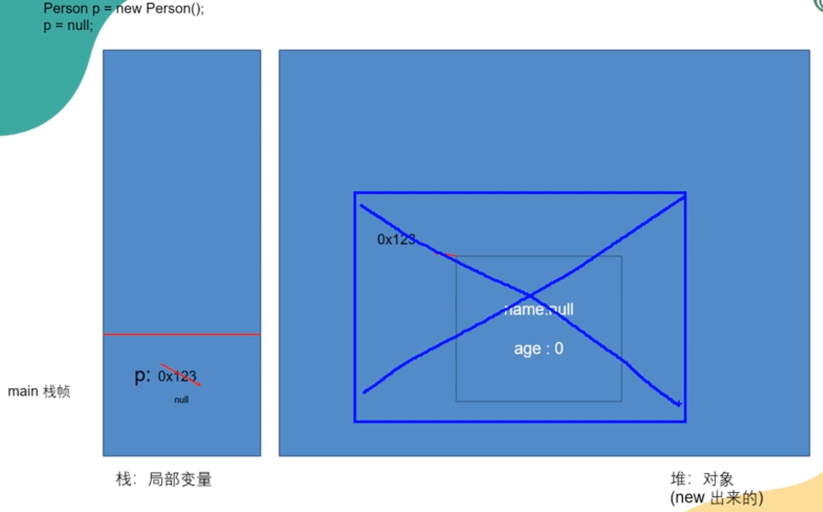 Person p = new Person();
p = null;
0x123
name:null
age : 0
p: 0x123
null
main 栈帧
栈：局部变量
堆：对象
(new 出来的)